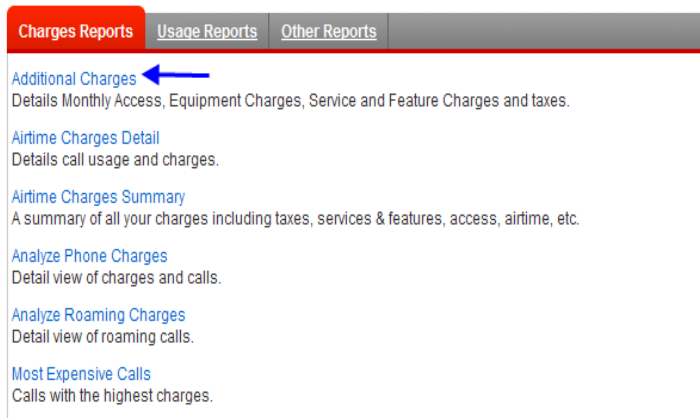 Charges Reports Usage Reports Other Reports
Additional Charges
Details Monthly Access, Equipment Charges, Service and Feature Charges and taxes.
Airtime Charges Detail
Details call usage and charges.
Airtime Charges Summary
A summary of all your charges including taxes, services & features, access, airtime, etc.
Analyze Phone Charges
Detail view of charges and calls.
Analyze Roaming Charges
Detail view of roaming calls.
Most Expensive Calls
Calls with the highest charges.